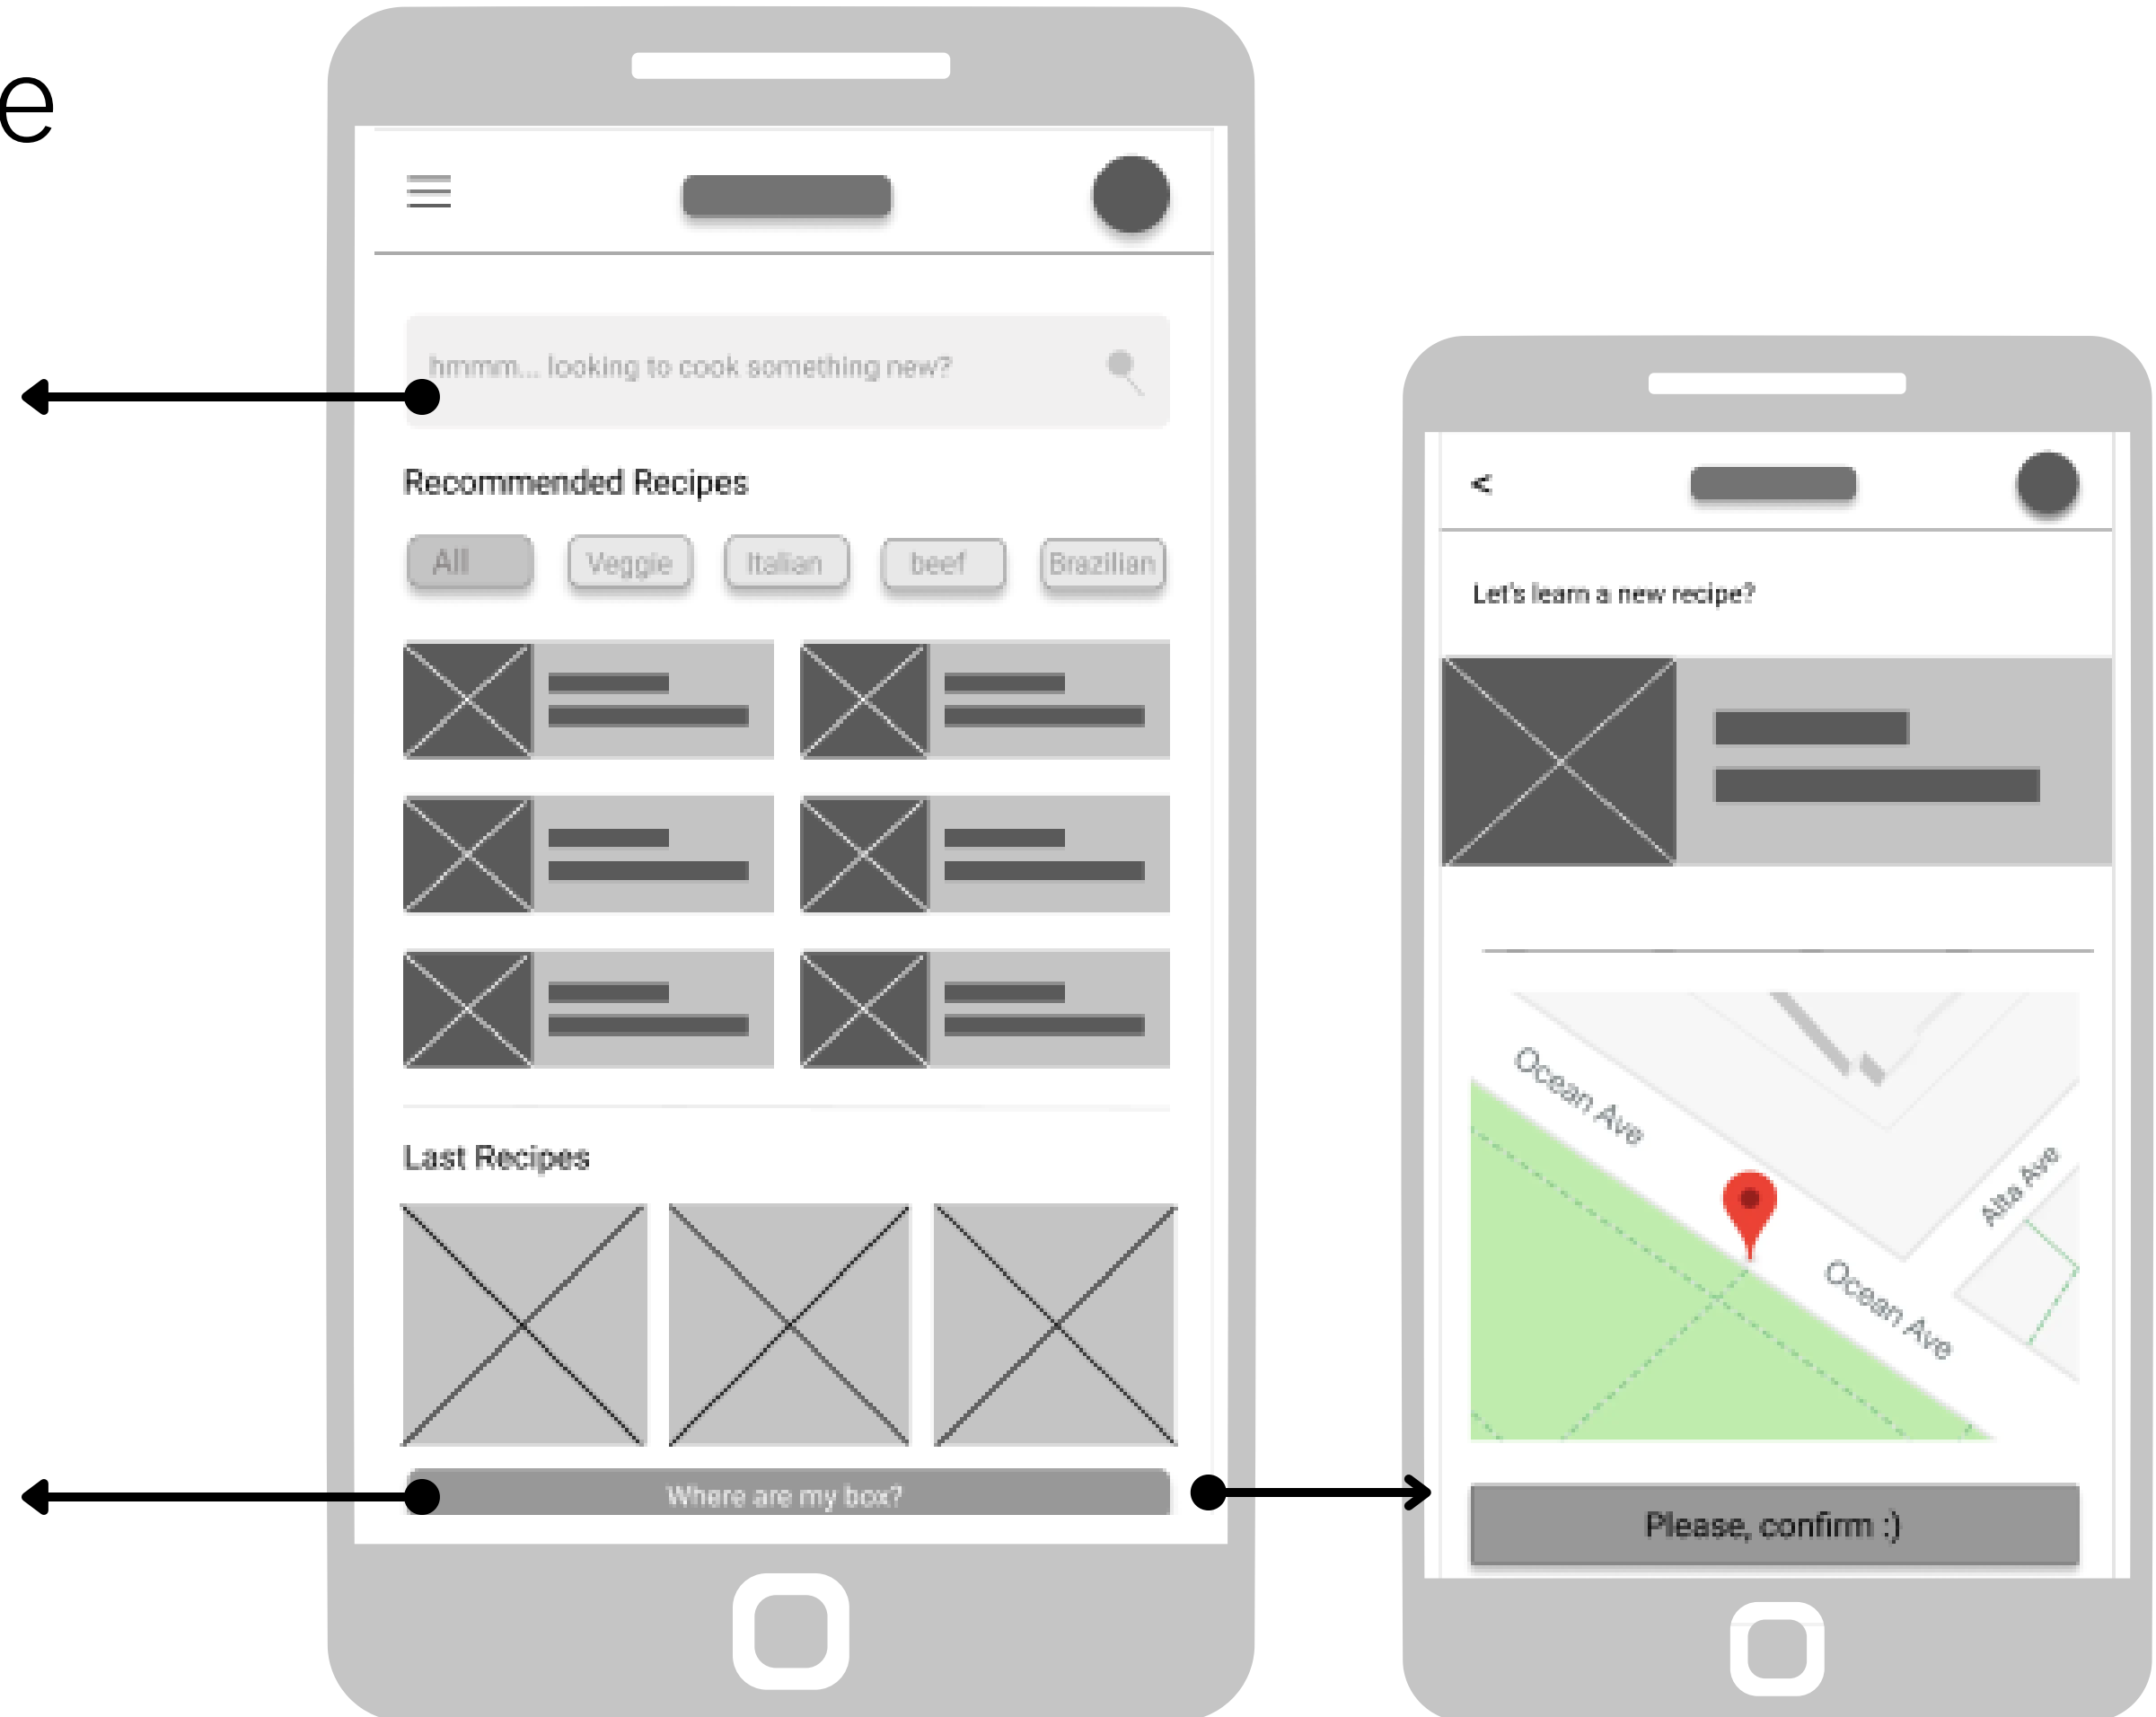 e
hmmm... looking to cook something new?
Recommended Recipes
All Veggie Italian beef Brazilian
Last Recipes
Where are my box?
<
Let's learn a new recipe?
Ocean Ave
Alta Ave
Ocean Ave
Please, confirm :)